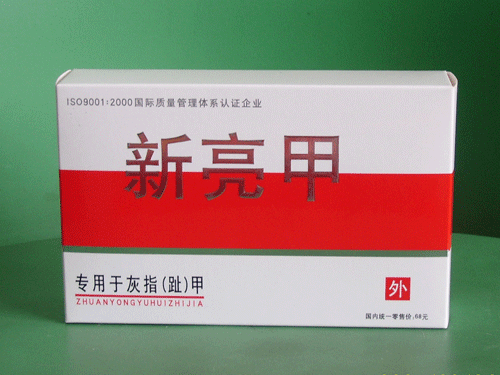 ISO9001:2000国际质量管理体系认证企业
新亮甲
专用于灰指(趾)甲
ZHUANYONGYUHUIZHIJIA
外
国内统一零售价:68元